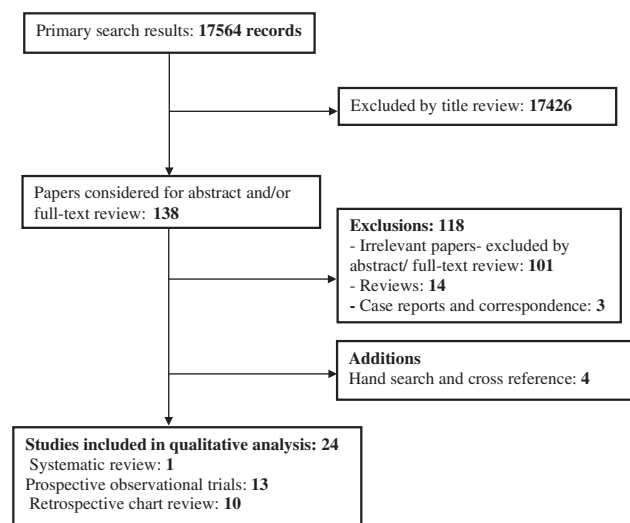 Primary search results: 17564 records
Excluded by title review: 17426
Papers considered for abstract and/or
full-text review: 138
Exclusions: 118
- Irrelevant papers- excluded by
abstract/ full-text review: 101
- Reviews: 14
- Case reports and correspondence: 3
Additions
Hand search and cross reference: 4
Studies included in qualitative analysis: 24
Systematic review: 1
Prospective observational trials: 13
Retrospective chart review: 10